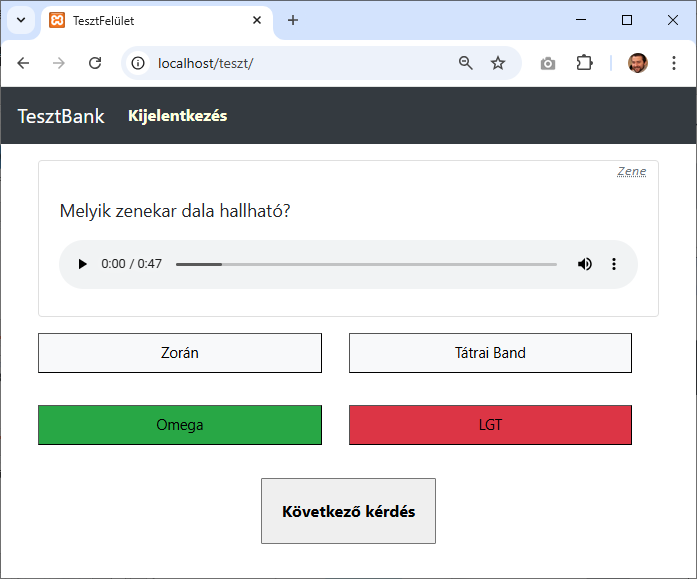 TesztFelület
localhost/teszt/
TesztBank Kijelentkezés
Zene
Melyik zenekar dala hallható?
0:00 / 0:47
Zorán Tátrai Band
Omega LGT
Következő kérdés